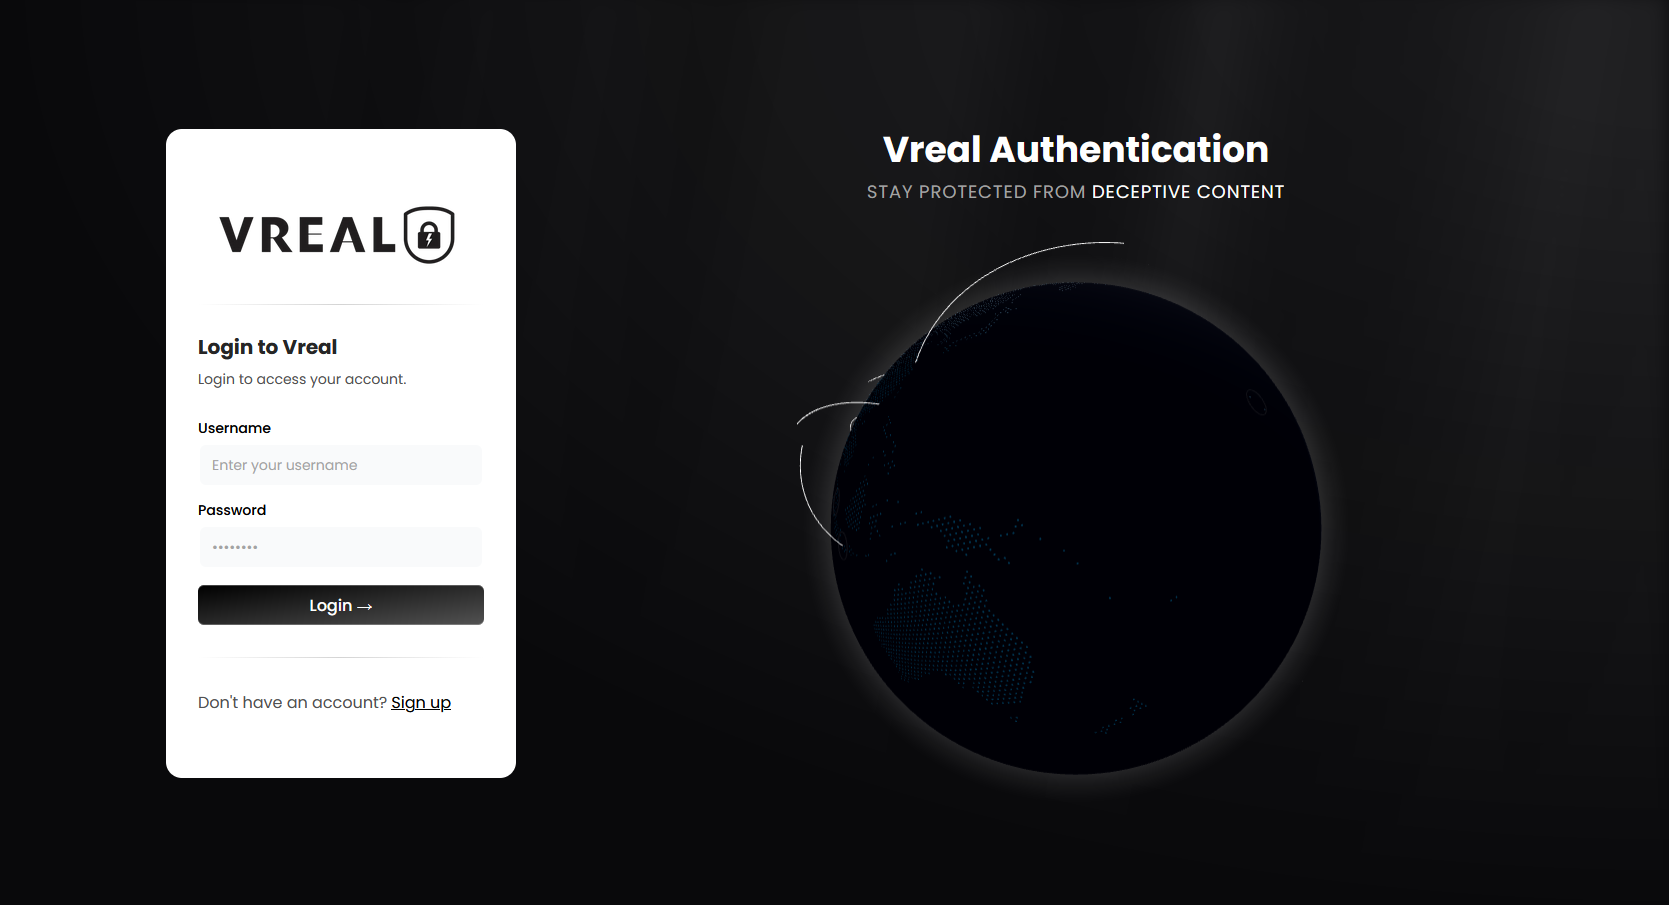 VREAL
Login to Vreal
Login to access your account.
Username
Enter your username
Password
••••••••
Login →
Don't have an account? Sign up
Vreal Authentication
STAY PROTECTED FROM DECEPTIVE CONTENT